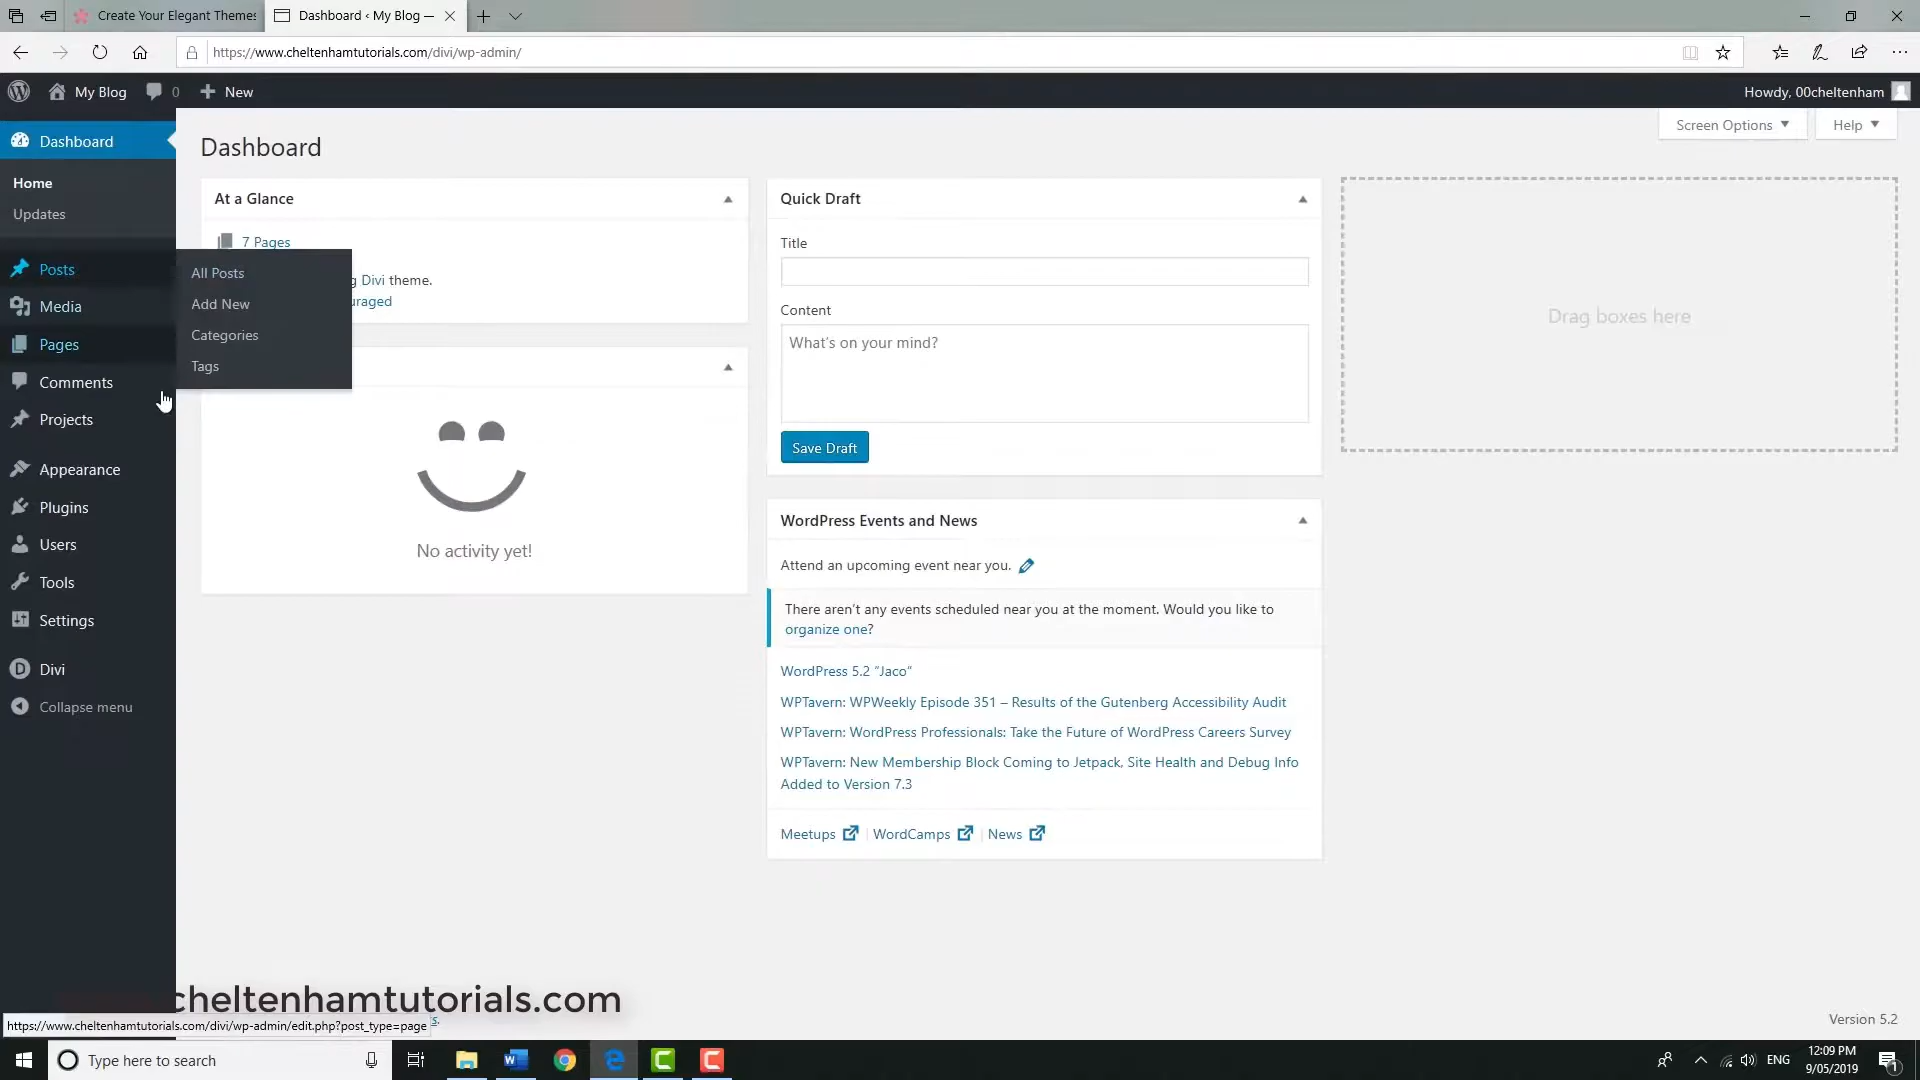 Create Your Elegant Themes
Dashboard ‹ My Blog —
https://www.cheltenhamtutorials.com/divi/wp-admin/
My Blog
0
New
Howdy, 00cheltenham
Dashboard
Home
Updates
Posts
Media
Pages
Comments
Projects
Appearance
Plugins
Users
Tools
Settings
Divi
Collapse menu
All Posts
Add New
Categories
Tags
Dashboard
Screen Options
Help
At a Glance
7 Pages
g Divi theme.
uraged
No activity yet!
Quick Draft
Title
Content
What's on your mind?
Save Draft
WordPress Events and News
Attend an upcoming event near you.
There aren't any events scheduled near you at the moment. Would you like to
organize one?
WordPress 5.2 “Jaco”
WPTavern: WPWeekly Episode 351 – Results of the Gutenberg Accessibility Audit
WPTavern: WordPress Professionals: Take the Future of WordPress Careers Survey
WPTavern: New Membership Block Coming to Jetpack, Site Health and Debug Info
Added to Version 7.3
Meetups | WordCamps | News
Drag boxes here
cheltenhamtutorials.com
https://www.cheltenhamtutorials.com/divi/wp-admin/edit.php?post_type=page
s.
Version 5.2
Type here to search
ENG
12:09 PM
9/05/2019
1